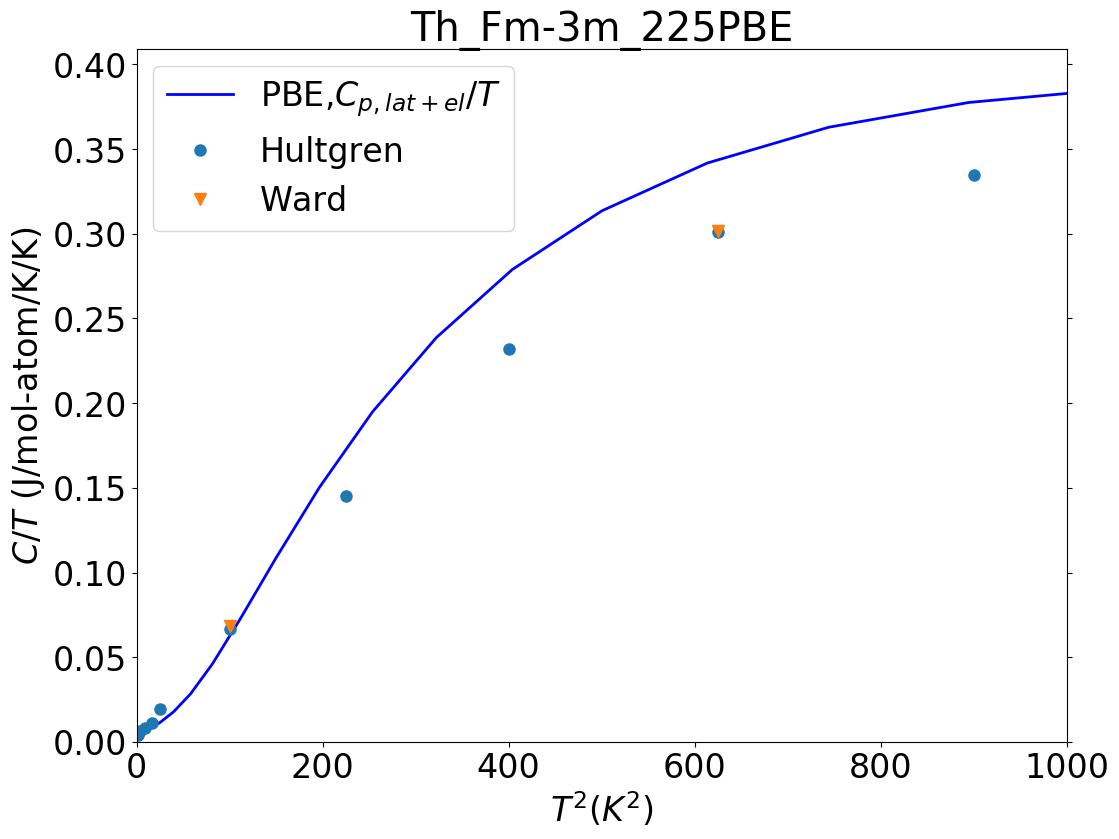 Th_Fm-3m_225PBE
PBE,$C_{p,lat+el}/T$
Hultgren
Ward
C/T (J/mol-atom/K/K)
0.40
0.35
0.30
0.25
0.20
0.15
0.10
0.05
0.00
0 200 400 600 800 1000
$T^2(K^2)$